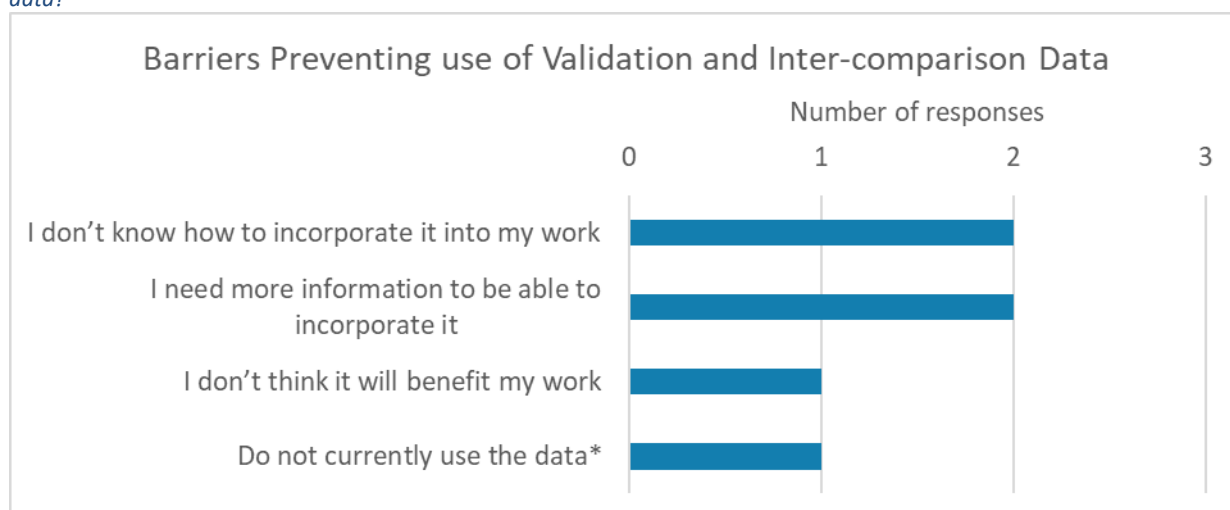 data?
Barriers Preventing use of Validation and Inter-comparison Data
Number of responses
0 1 2 3
I don't know how to incorporate it into my work
I need more information to be able to
incorporate it
I don't think it will benefit my work
Do not currently use the data*